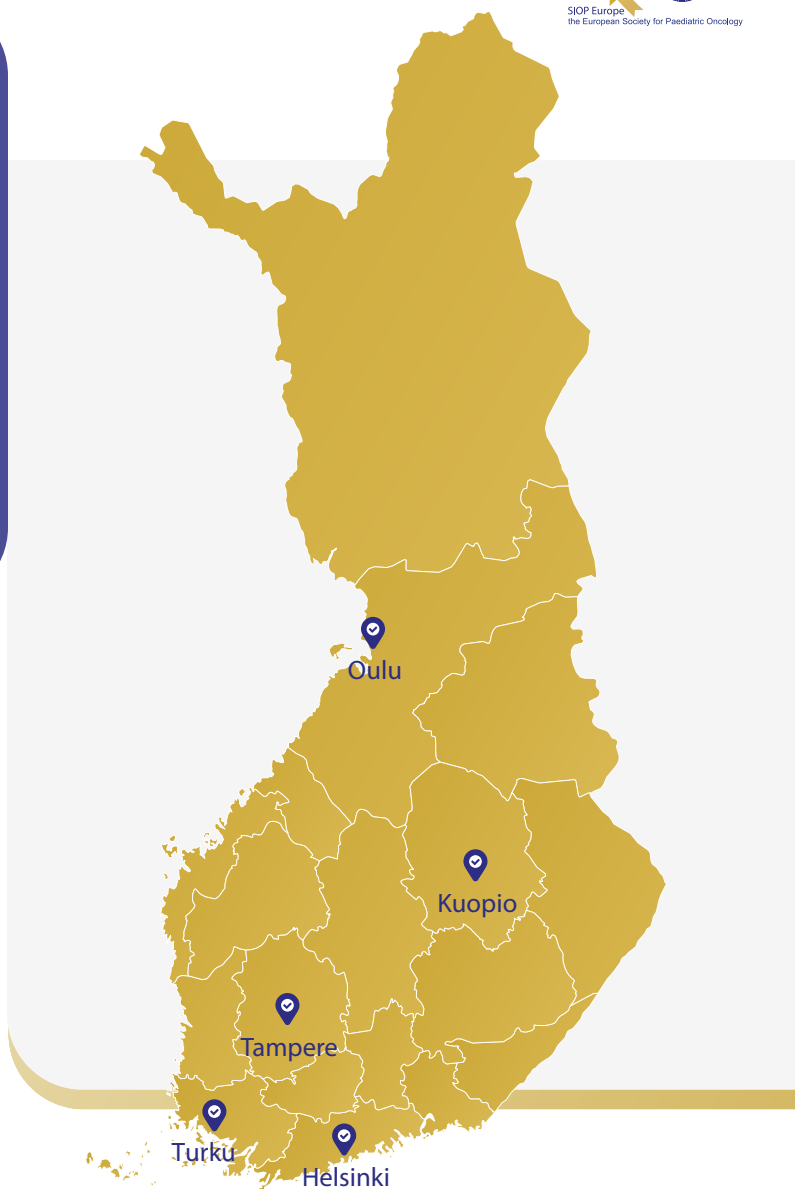 SIOP Europe
the European Society for Paediatric Oncology
Oulu
Kuopio
Tampere
Turku
Helsinki